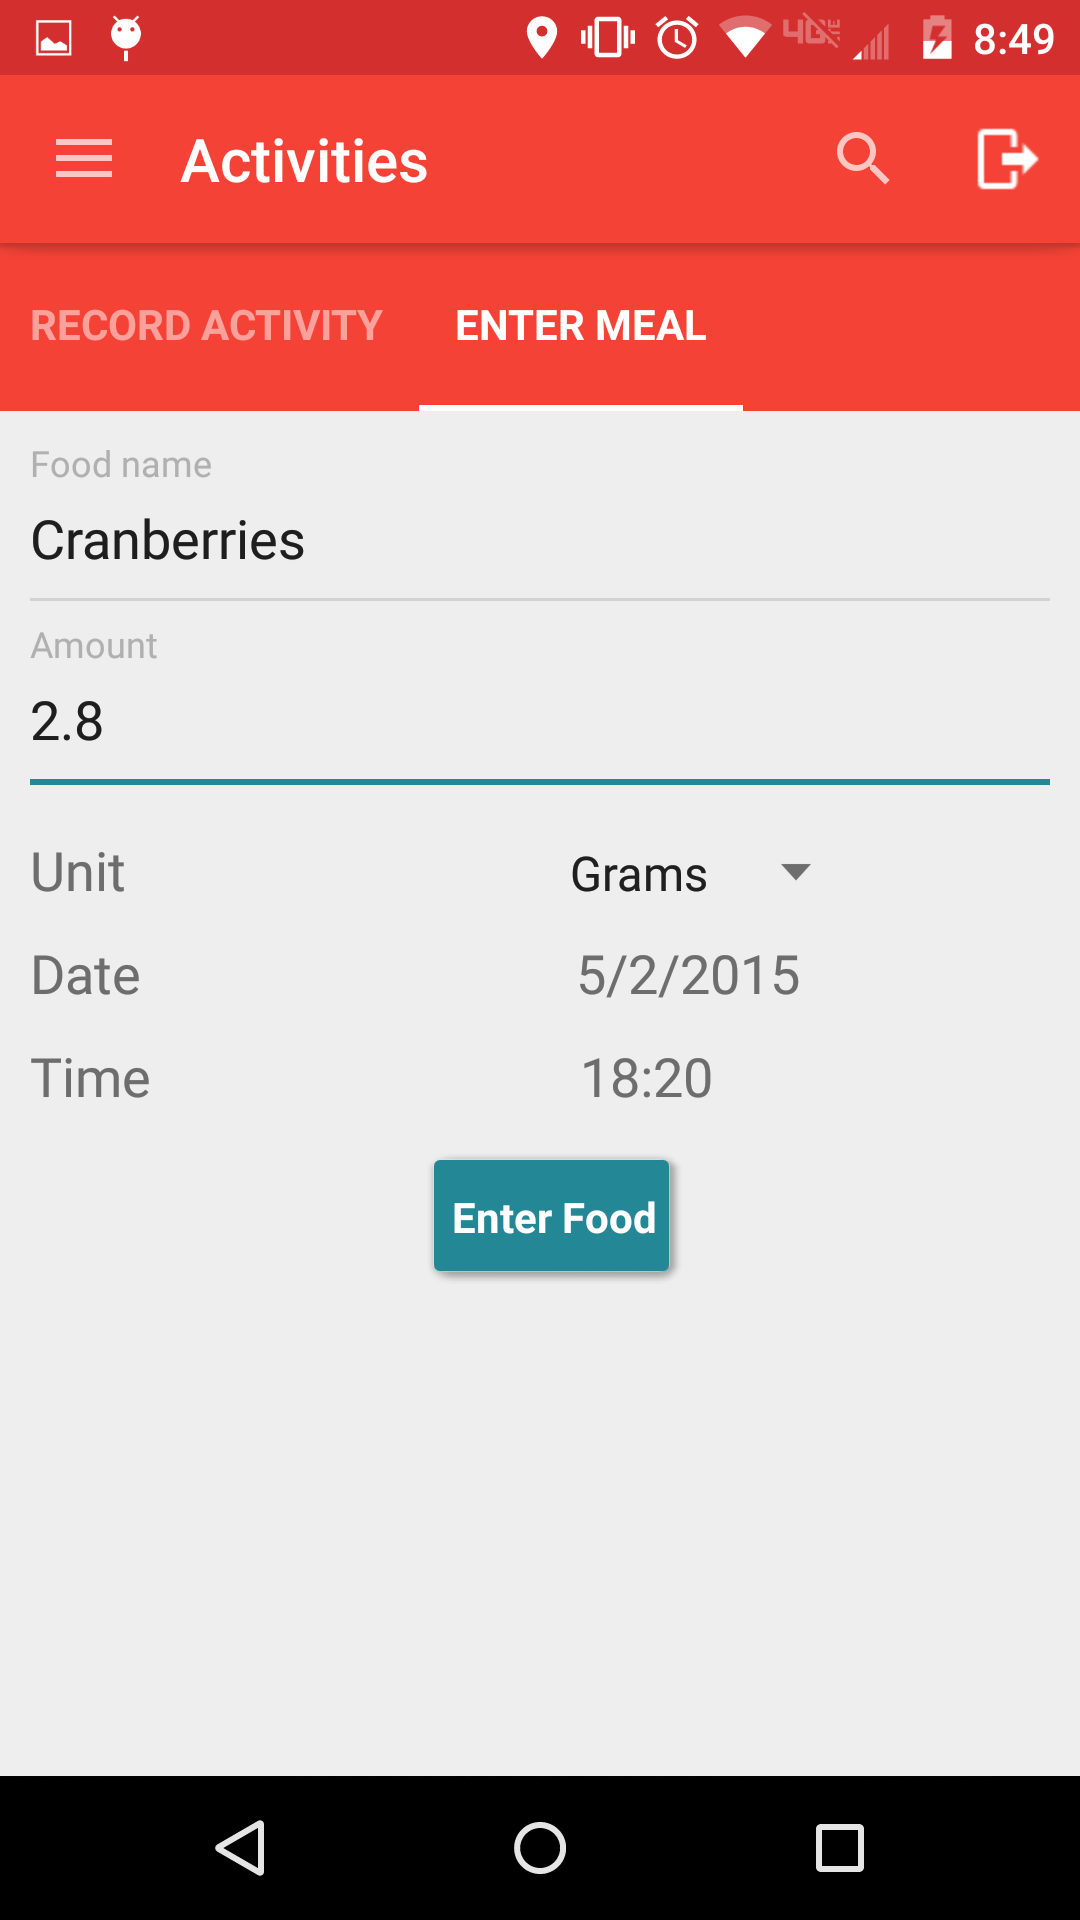 4G LTE 8:49
Activities
RECORD ACTIVITY ENTER MEAL
Food name
Cranberries
Amount
2.8
Unit Grams
Date 5/2/2015
Time 18:20
Enter Food